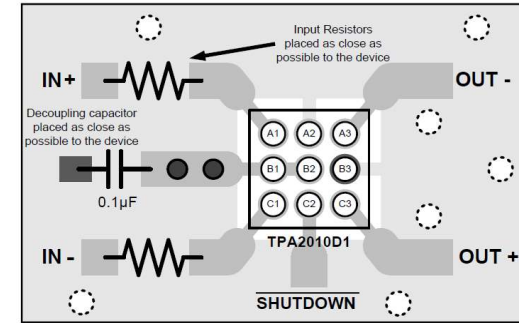 Input Resistors
placed as close as
possible to the device
IN+
OUT -
Decoupling capacitor
placed as close as
possible to the device
A1 A2 A3
B1 B2 B3
0.1µF
C1 C2 C3
TPA2010D1
IN -
OUT +
SHUTDOWN